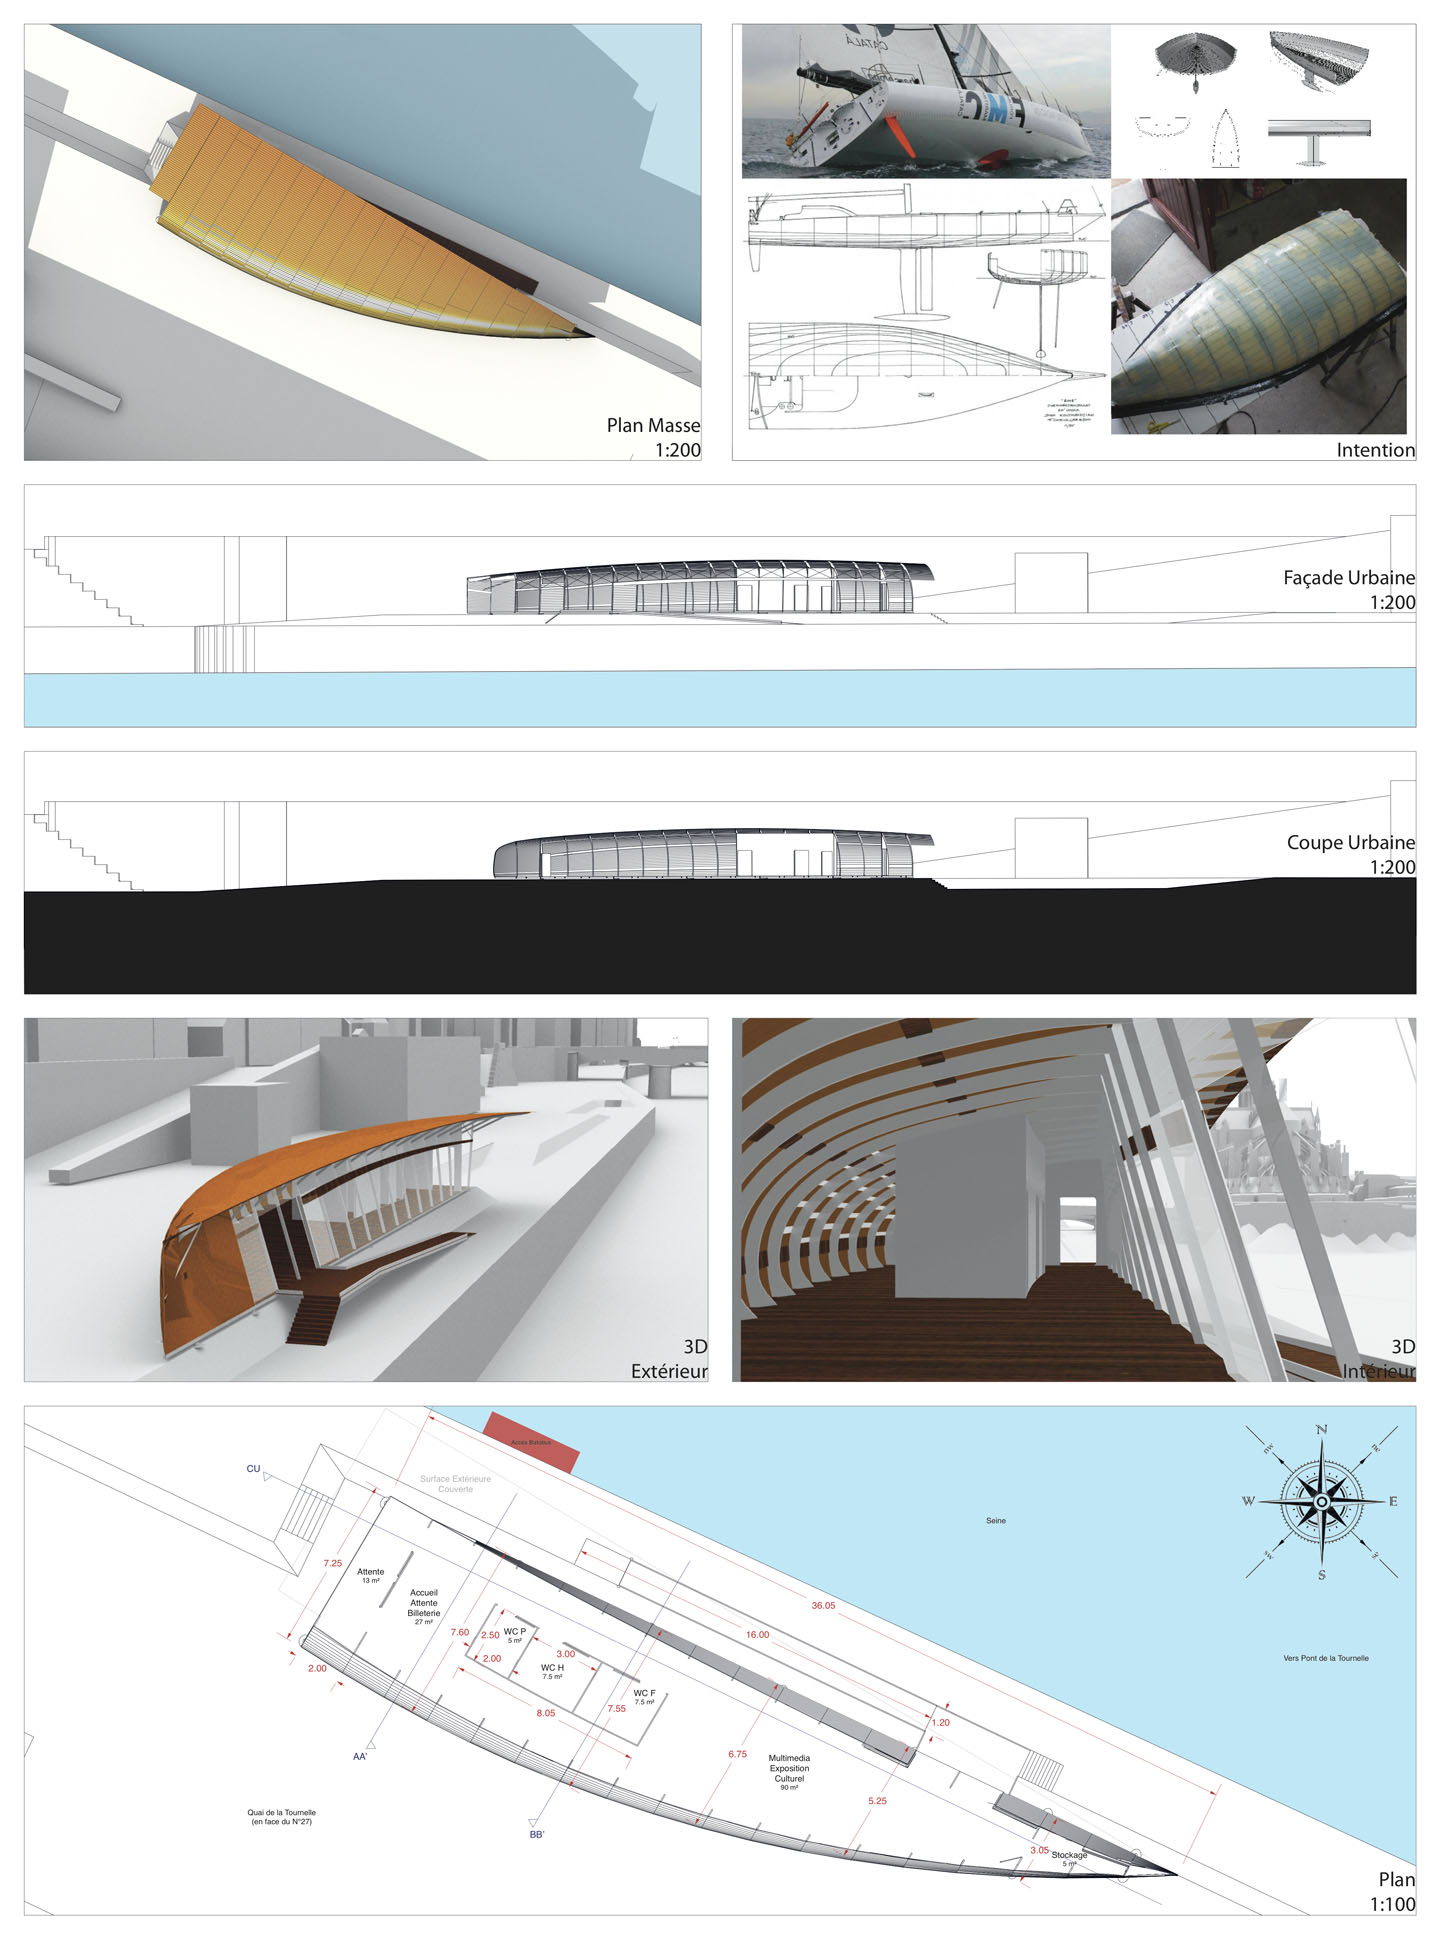 Plan Masse
1:200
CATALÀ
Intention
Façade Urbaine
1:200
Coupe Urbaine
1:200
3D
Extérieur
3D
Intérieur
Accès Batobus
CU
Surface Extérieure
Couverte
N
nw
ne
W
E
sw
S
Seine
7.25
Attente
13 m²
Accueil
Attente
Billeterie
27 m²
36.05
16.00
7.60
2.50
WC P
5 m²
2.00
3.00
WC H
7.5 m²
2.00
WC F
7.5 m²
7.55
8.05
Vers Pont de la Tournelle
1.20
AA'
6.75
Multimedia
Exposition
Culturel
90 m²
5.25
Quai de la Tournelle
(en face du N°27)
BB'
3.05
Stockage
5 m²
Plan
1:100